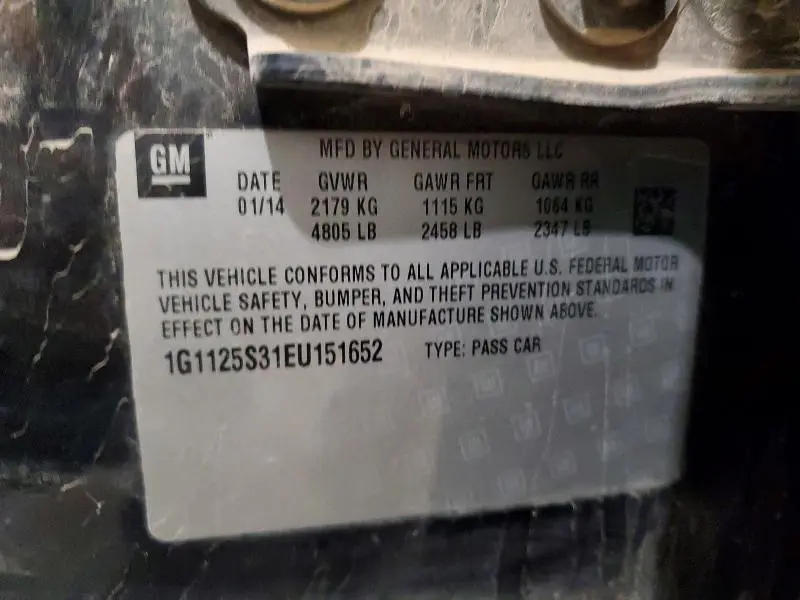 GM
MFD BY GENERAL MOTORS LLC
DATE GVWR GAWR FRT GAWR RR
01/14 2179 KG 1115 KG 1064 KG
4805 LB 2458 LB 2347 LB
THIS VEHICLE CONFORMS TO ALL APPLICABLE U.S. FEDERAL MOTOR
VEHICLE SAFETY, BUMPER, AND THEFT PREVENTION STANDARDS IN
EFFECT ON THE DATE OF MANUFACTURE SHOWN ABOVE.
1G1125S31EU151652 TYPE: PASS CAR